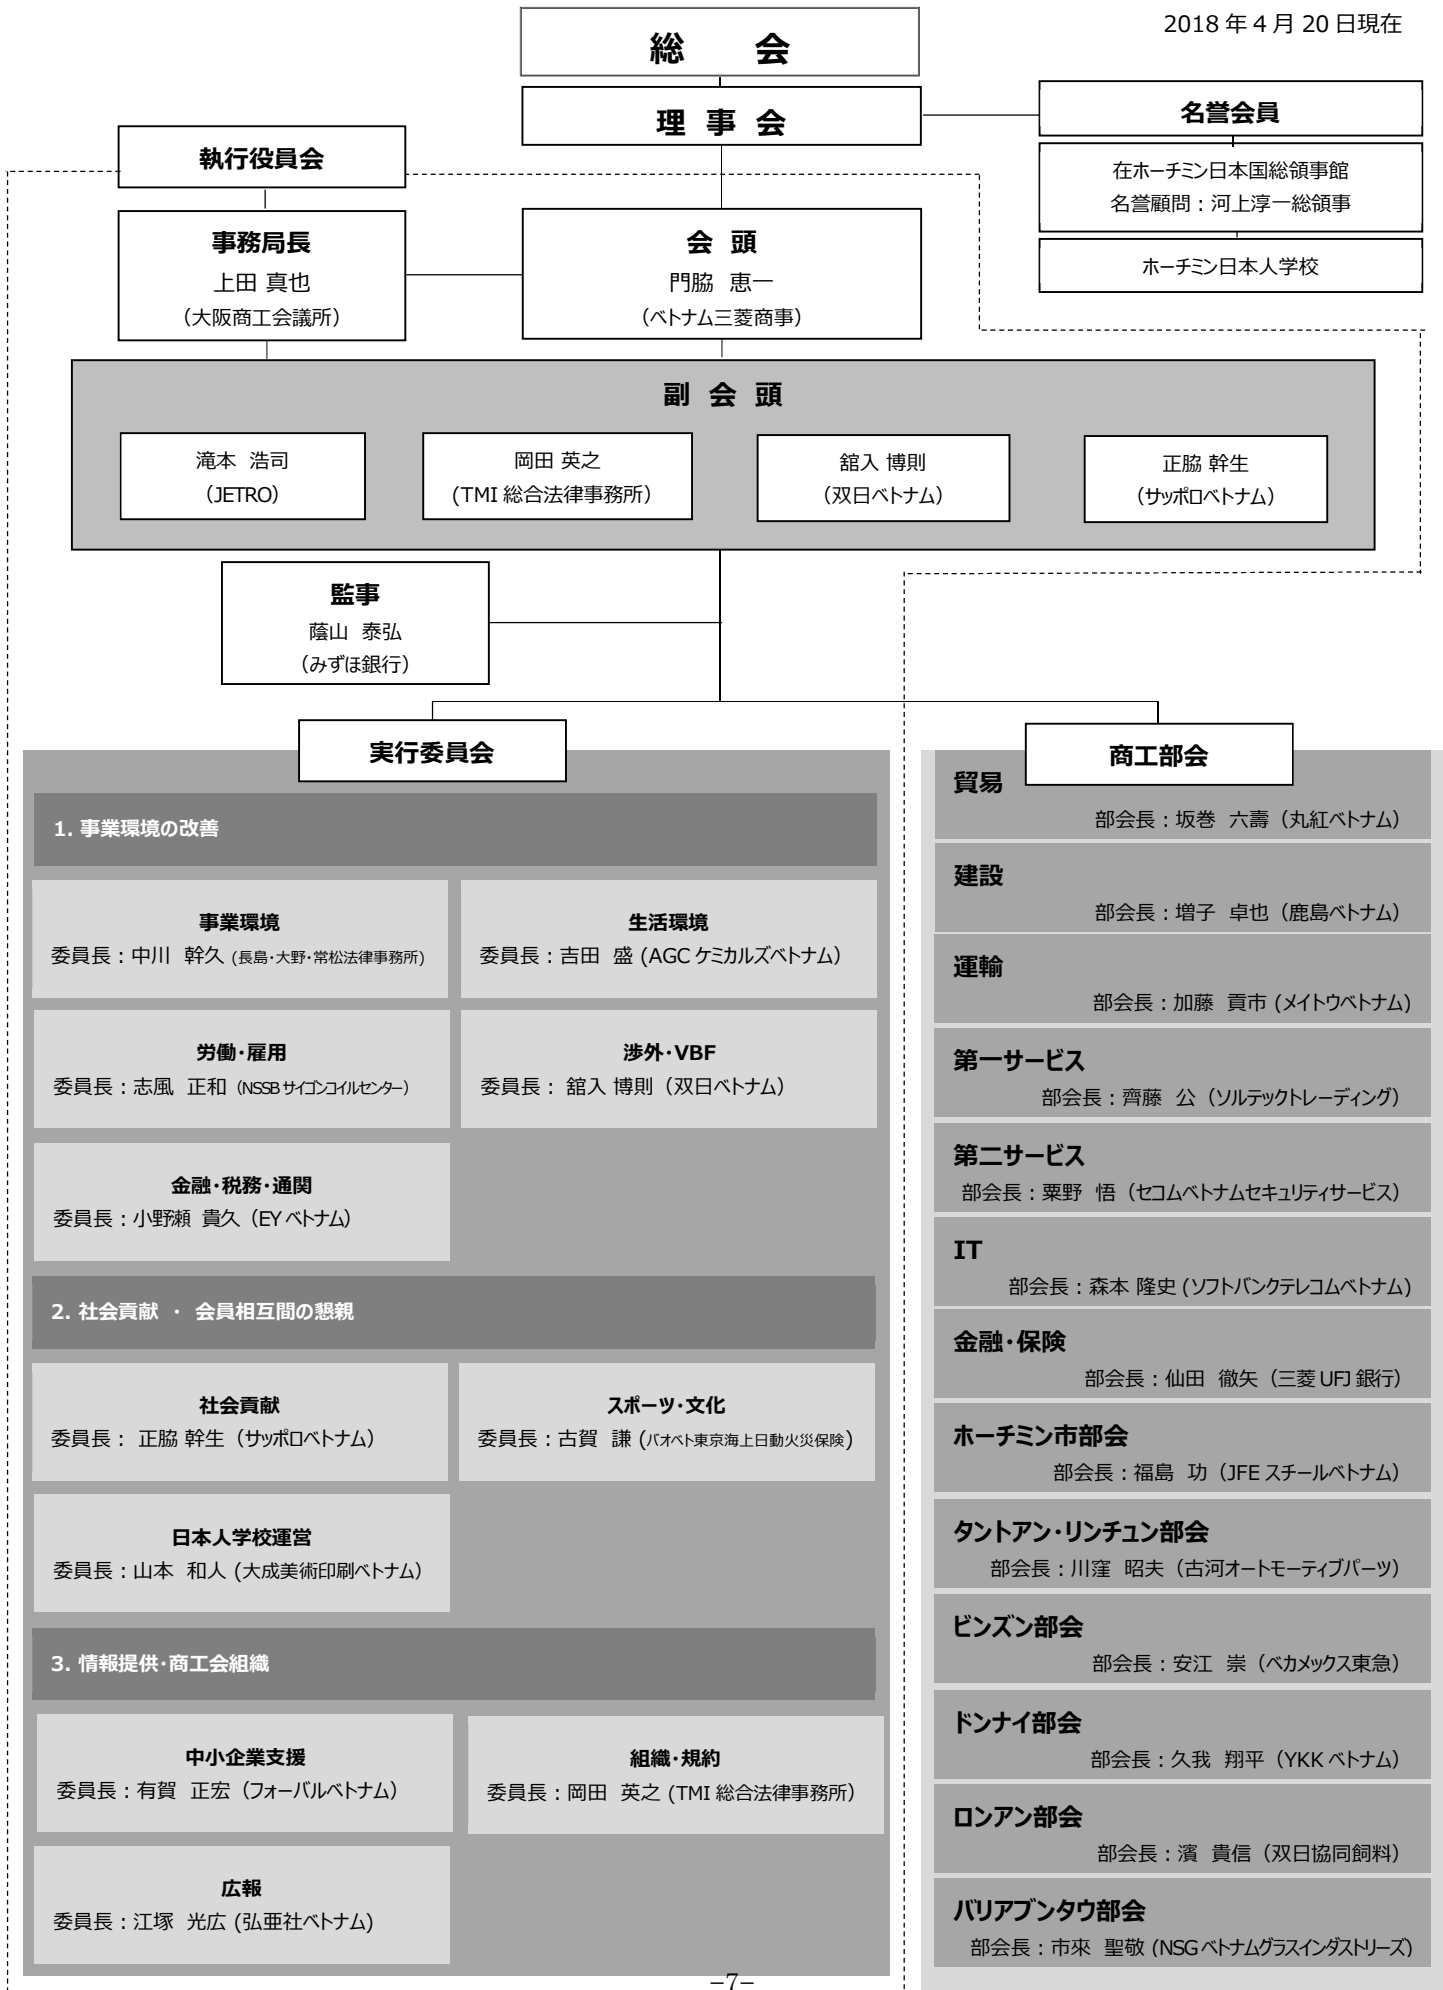 2018 年 4 月 20 日現在
総 会
理 事 会
名誉会員
在ホーチミン日本国総領事館
名誉顧問：河上淳一総領事
ホーチミン日本人学校
執行役員会
事務局長
上田 真也
（大阪商工会議所）
会 頭
門脇 恵一
（ベトナム三菱商事）
副 会 頭
滝本 浩司
（JETRO）
岡田 英之
(TMI 総合法律事務所）
舘入 博則
（双日ベトナム）
正脇 幹生
（サッポロベトナム）
監事
蔭山 泰弘
（みずほ銀行）
実行委員会
1. 事業環境の改善
事業環境
委員長：中川 幹久 (長島・大野・常松法律事務所)
生活環境
委員長：吉田 盛 (AGC ケミカルズベトナム）
労働・雇用
委員長：志風 正和（NSSB サイゴンコイルセンター）
渉外・VBF
委員長： 舘入 博則（双日ベトナム）
金融・税務・通関
委員長：小野瀬 貴久（EY ベトナム）
2. 社会貢献 ・ 会員相互間の懇親
社会貢献
委員長： 正脇 幹生（サッポロベトナム）
スポーツ・文化
委員長：古賀 謙 (バオベト東京海上日動火災保険)
日本人学校運営
委員長：山本 和人 (大成美術印刷ベトナム）
3. 情報提供・商工会組織
中小企業支援
委員長：有賀 正宏（フォーバルベトナム）
組織・規約
委員長：岡田 英之 (TMI 総合法律事務所）
広報
委員長：江塚 光広 (弘亜社ベトナム)
商工部会
貿易
部会長：坂巻 六壽（丸紅ベトナム）
建設
部会長：増子 卓也（鹿島ベトナム）
運輸
部会長：加藤 貢市 (メイトウベトナム)
第一サービス
部会長：齊藤 公（ソルテックトレーディング）
第二サービス
部会長：粟野 悟（セコムベトナムセキュリティサービス）
IT
部会長：森本 隆史 (ソフトバンクテレコムベトナム)
金融・保険
部会長：仙田 徹矢（三菱 UFJ 銀行）
ホーチミン市部会
部会長：福島 功（JFE スチールベトナム）
タントアン・リンチュン部会
部会長：川窪 昭夫（古河オートモーティブパーツ）
ビンズン部会
部会長：安江 崇（ベカメックス東急）
ドンナイ部会
部会長：久我 翔平（YKK ベトナム）
ロンアン部会
部会長：濱 貴信（双日協同飼料）
バリアブンタウ部会
部会長：市來 聖敬 (NSG ベトナムグラスインダストリーズ)
−7−